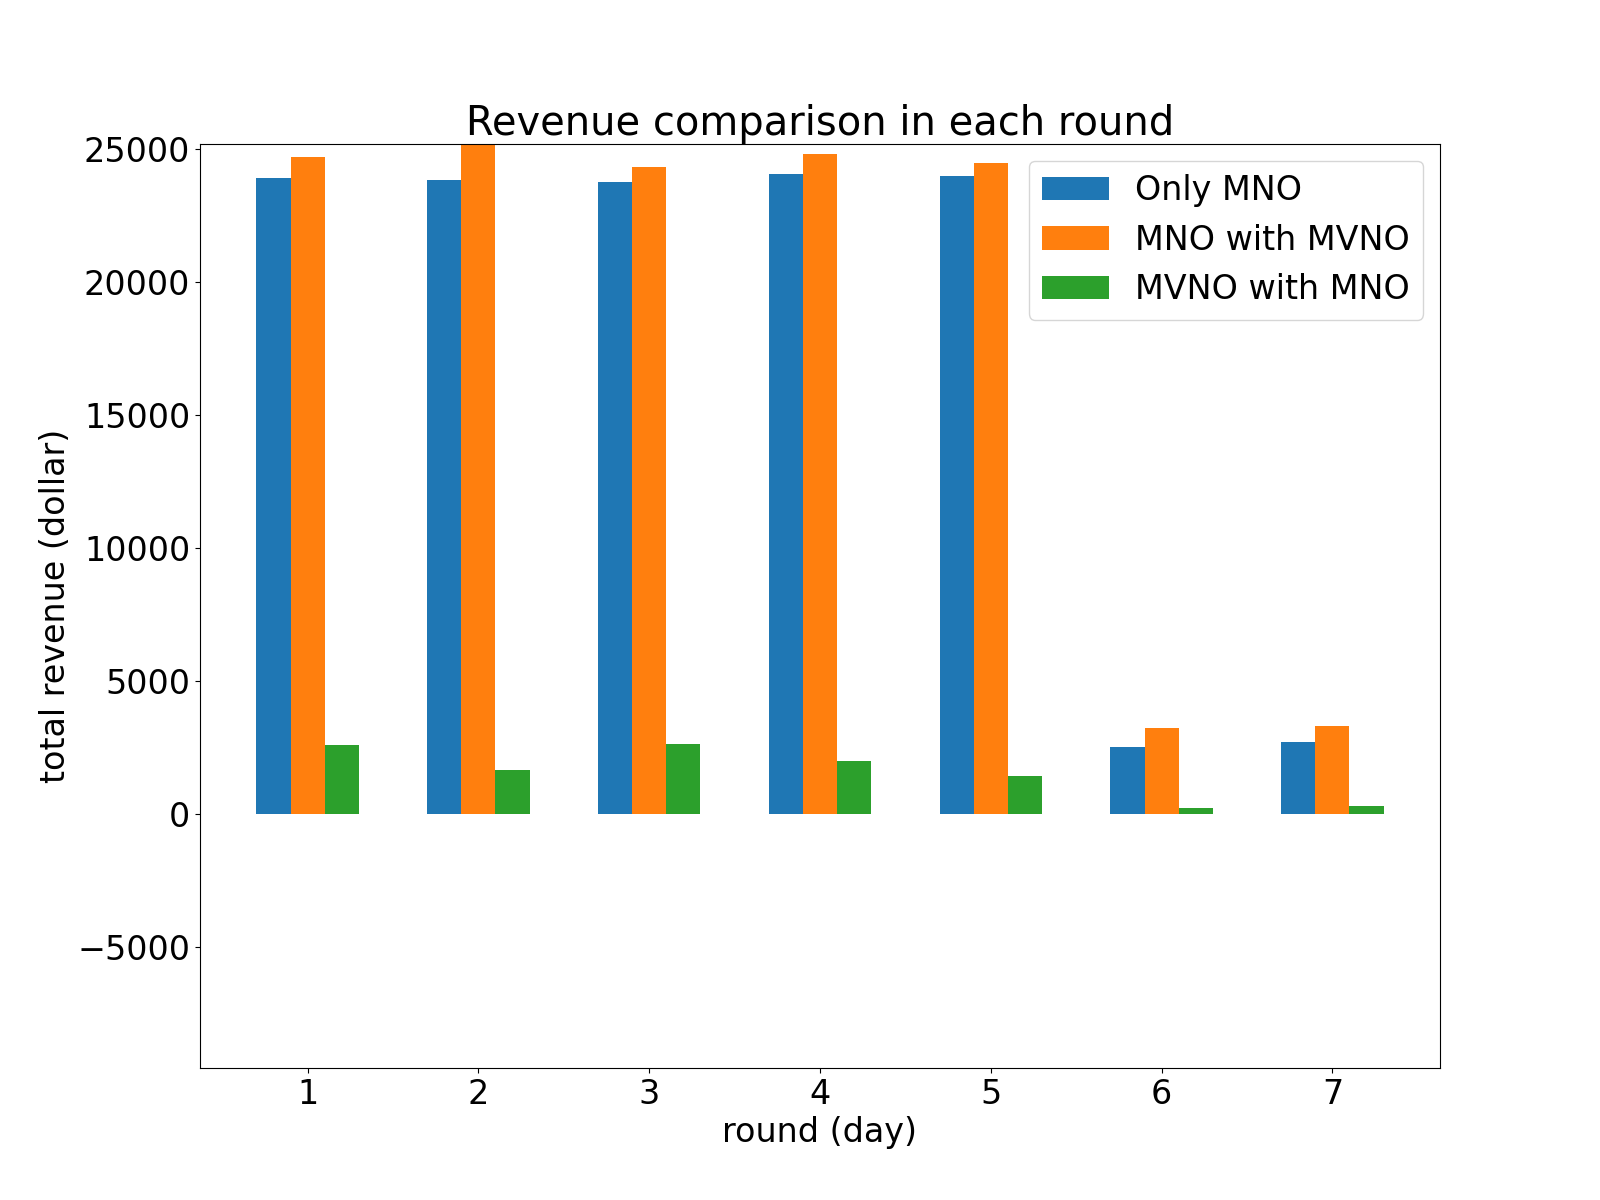 Revenue comparison in each round
25000
20000
15000
10000
5000
0
−5000
total revenue (dollar)
Only MNO
MNO with MVNO
MVNO with MNO
1 2 3 4 5 6 7
round (day)